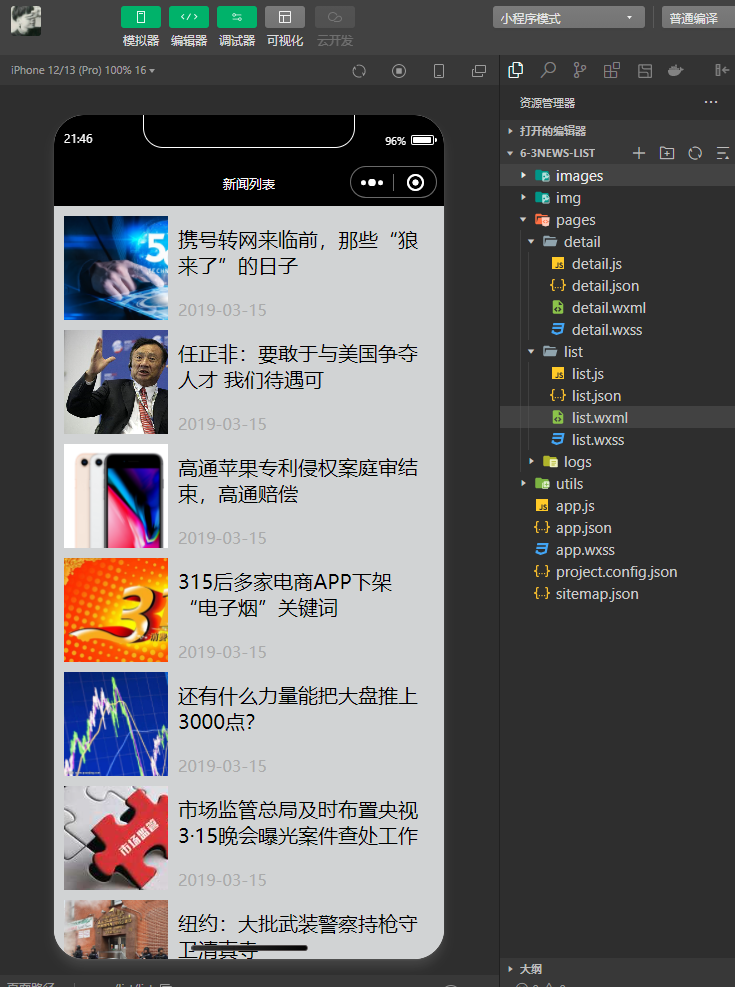 小程序模式
普通编译
模拟器
编辑器
调试器
可视化
云开发
iPhone 12/13 (Pro) 100% 16
资源管理器
打开的编辑器
6-3NEWS-LIST
images
img
pages
detail
detail.js
detail.json
detail.wxml
detail.wxss
list
list.js
list.json
list.wxml
list.wxss
logs
utils
app.js
app.json
app.wxss
project.config.json
sitemap.json
大纲
21:46
96%
新闻列表
携号转网来临前，那些“狼
来了”的日子
2019-03-15
任正非：要敢于与美国争夺
人才 我们待遇可
2019-03-15
高通苹果专利侵权案庭审结
束，高通赔偿
2019-03-15
315后多家电商APP下架
“电子烟”关键词
2019-03-15
还有什么力量能把大盘推上
3000点？
2019-03-15
市场监管
市场监管总局及时布置央视
3·15晚会曝光案件查处工作
2019-03-15
纽约：大批武装警察持枪守
卫清真寺